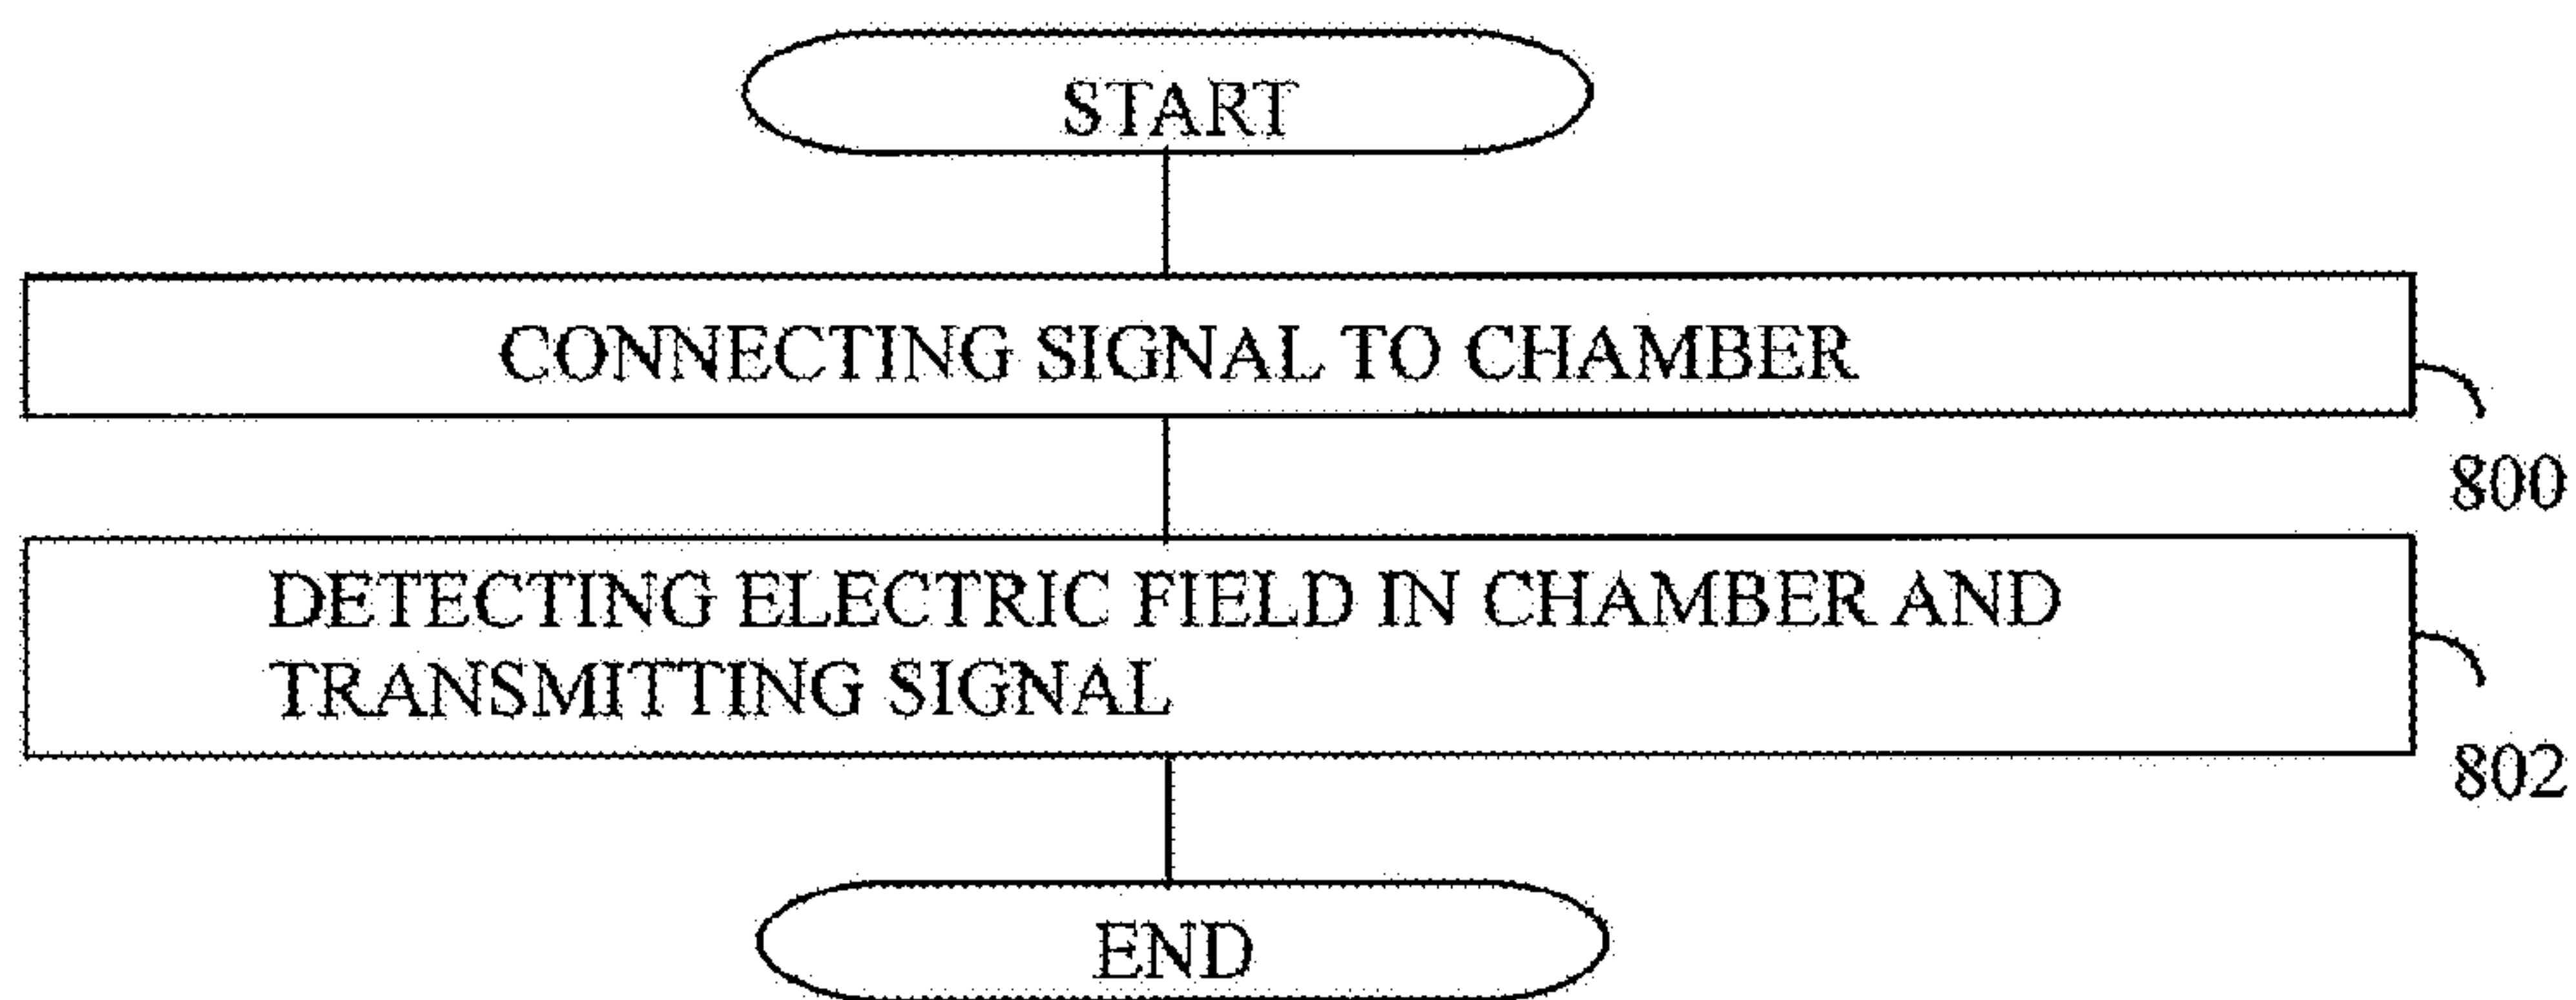 START
CONNECTING SIGNAL TO CHAMBER
800
DETECTING ELECTRIC FIELD IN CHAMBER AND
TRANSMITTING SIGNAL
802
END